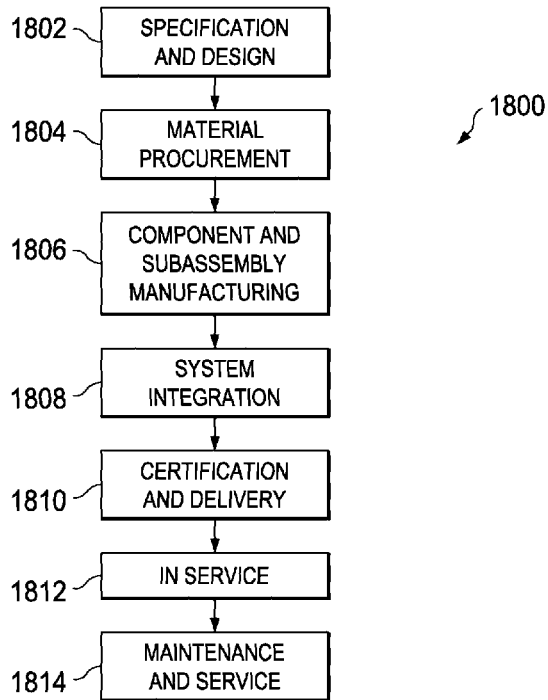 1802
SPECIFICATION
AND DESIGN
1800
1804
MATERIAL
PROCUREMENT
1806
COMPONENT AND
SUBASSEMBLY
MANUFACTURING
1808
SYSTEM
INTEGRATION
1810
CERTIFICATION
AND DELIVERY
1812
IN SERVICE
1814
MAINTENANCE
AND SERVICE